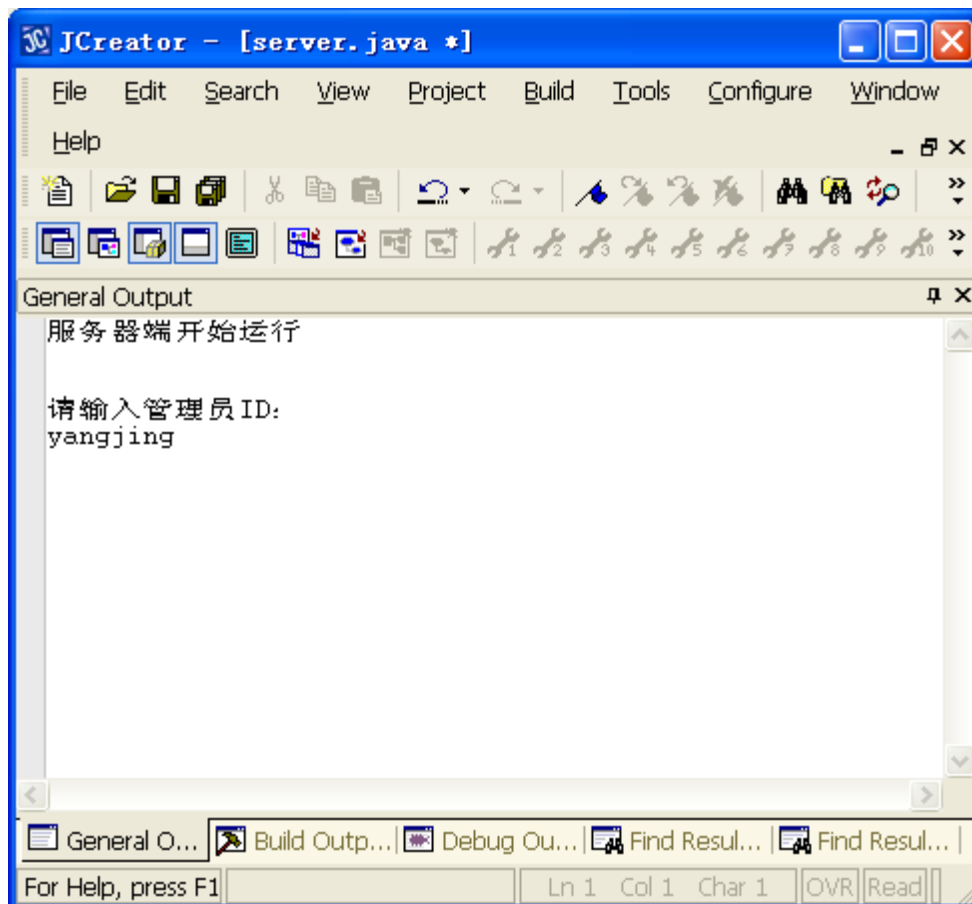 JCreator - [server.java *]
File Edit Search View Project Build Tools Configure Window
Help
General Output
服务器端开始运行
请输入管理员ID:
yangjing
General O... Build Outp... Debug Ou... Find Resul... Find Resul...
For Help, press F1 Ln 1 Col 1 Char 1 OVR Read